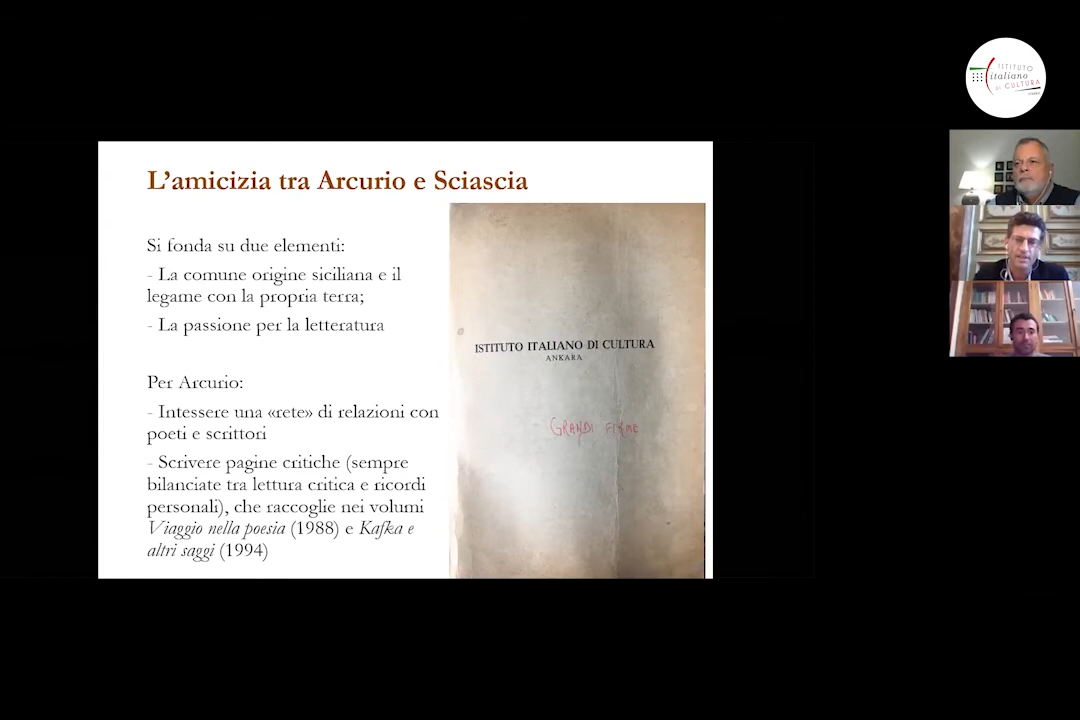 L'amicizia tra Arcurio e Sciascia
Si fonda su due elementi:
- La comune origine siciliana e il
legame con la propria terra;
- La passione per la letteratura
Per Arcurio:
- Intessere una «rete» di relazioni con
poeti e scrittori
- Scrivere pagine critiche (sempre
bilanciate tra lettura critica e ricordi
personali), che raccoglie nei volumi
Viaggio nella poesia (1988) e Kafka e
altri saggi (1994)
ISTITUTO ITALIANO DI CULTURA
ANKARA
GRANDI FIRME
ISTITUTO
italiano
DI CULTURA